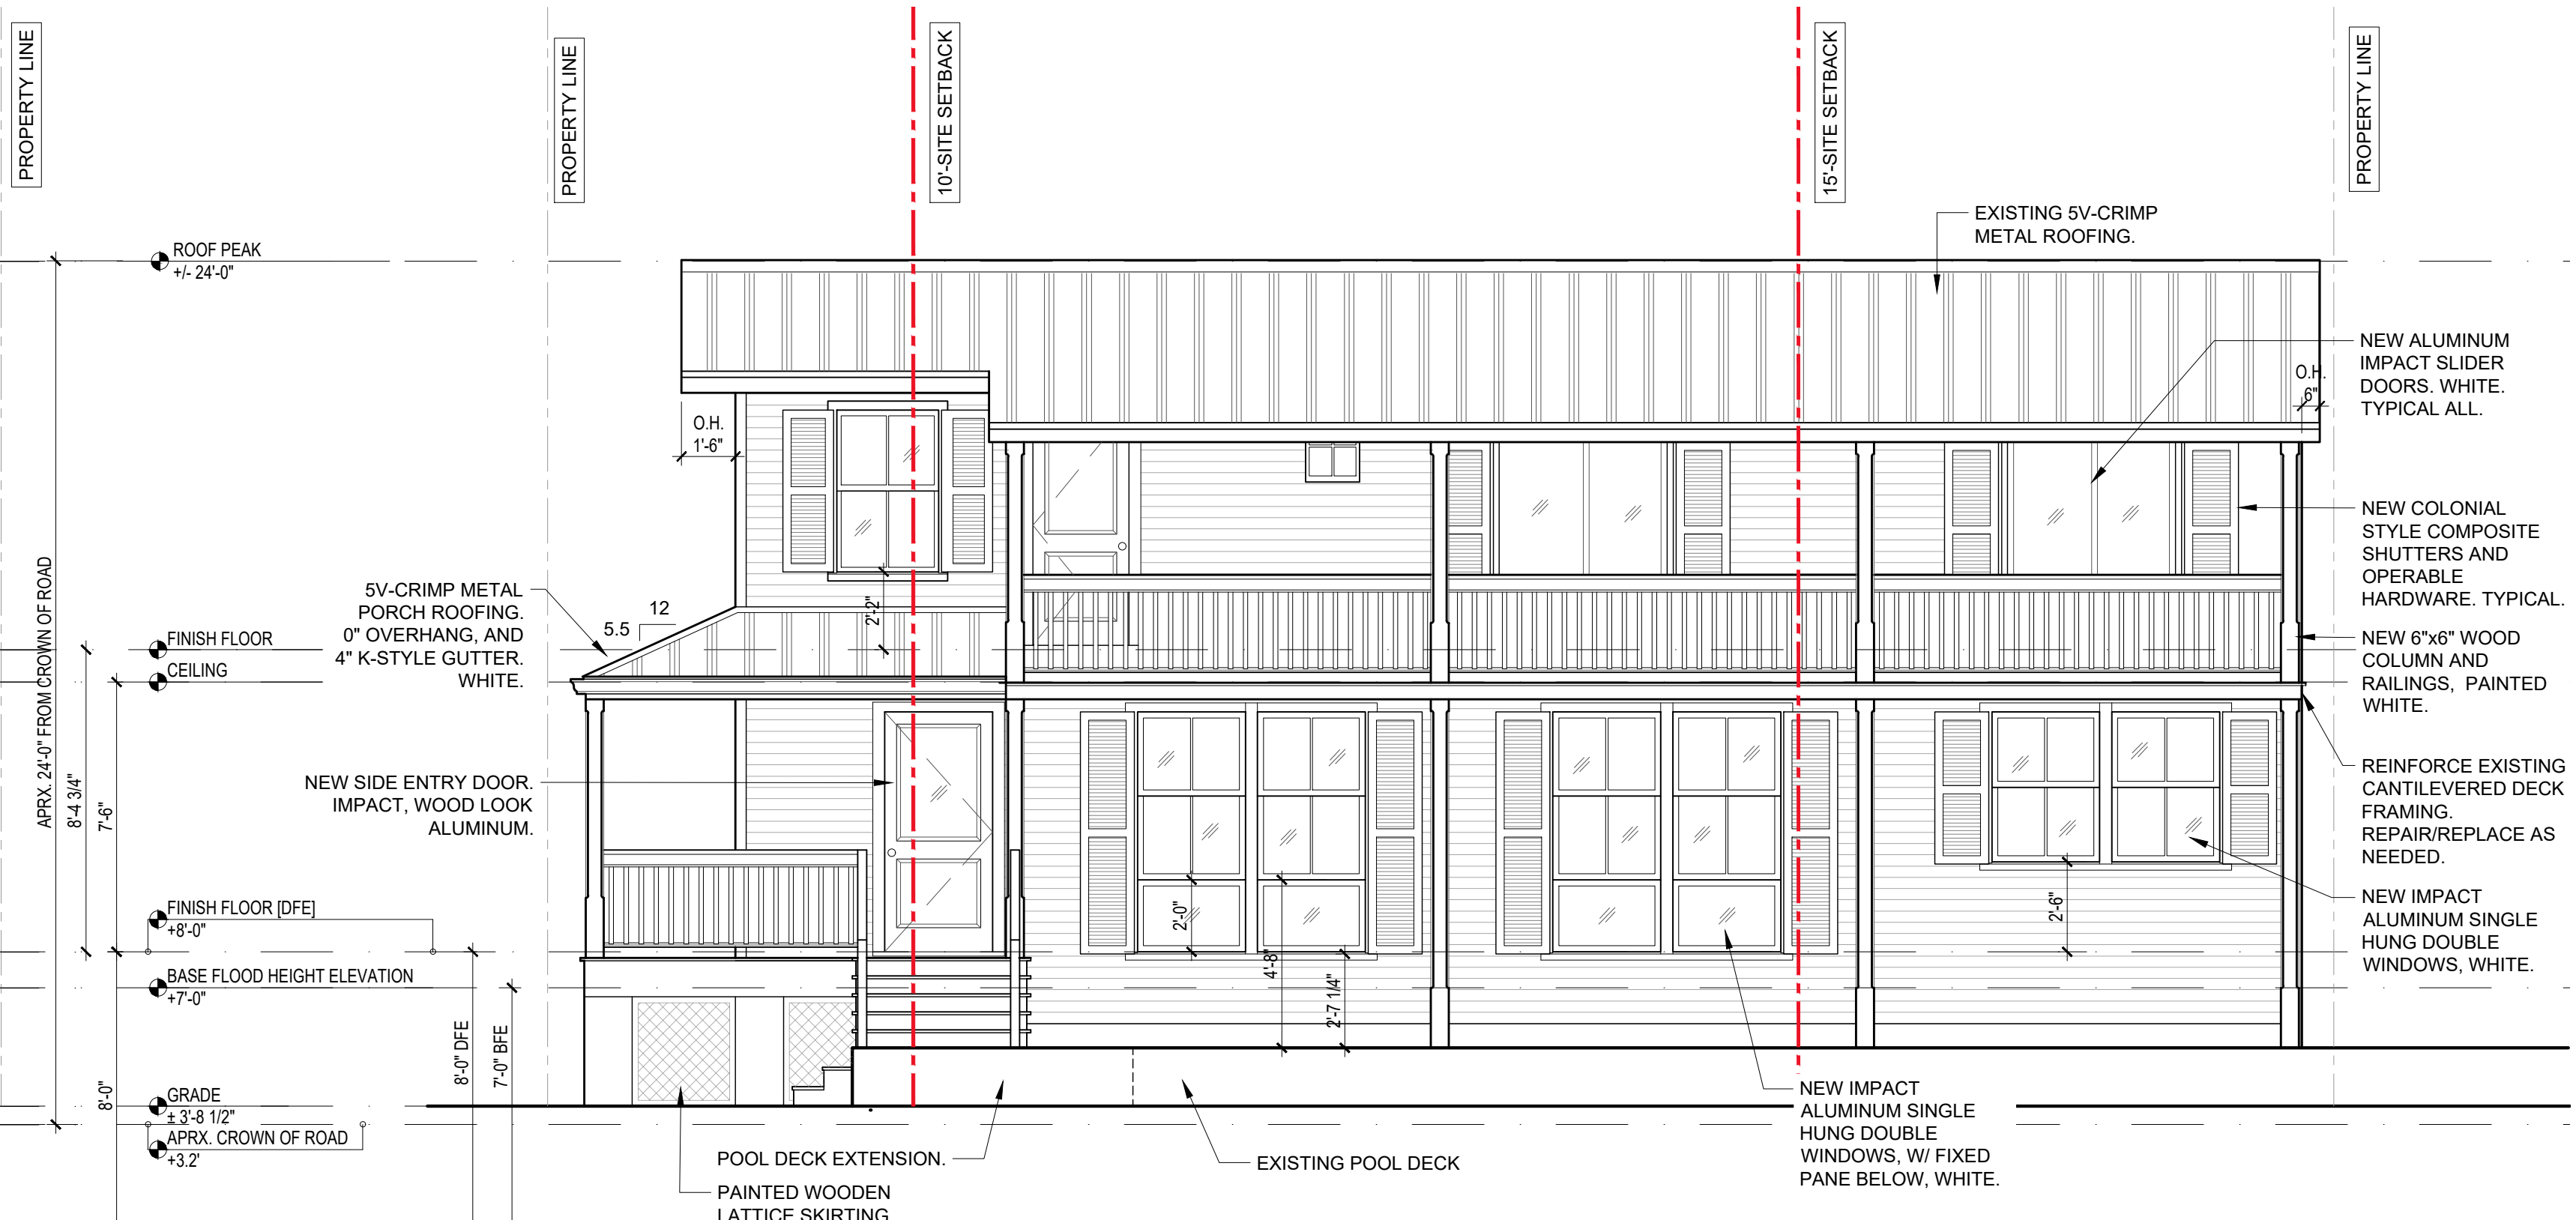 PROPERTY LINE
PROPERTY LINE
10'-SITE SETBACK
15'-SITE SETBACK
PROPERTY LINE
EXISTING 5V-CRIMP
METAL ROOFING.
ROOF PEAK
+/- 24'-0"
NEW ALUMINUM
IMPACT SLIDER
DOORS. WHITE.
TYPICAL ALL.
O.H.
6"
O.H.
1'-6"
NEW COLONIAL
STYLE COMPOSITE
SHUTTERS AND
OPERABLE
HARDWARE. TYPICAL.
5V-CRIMP METAL
PORCH ROOFING.
0" OVERHANG, AND
4" K-STYLE GUTTER.
WHITE.
12
5.5
2'-2"
FINISH FLOOR
CEILING
NEW 6"x6" WOOD
COLUMN AND
RAILINGS, PAINTED
WHITE.
APRX. 24'-0" FROM CROWN OF ROAD
8'-4 3/4"
7'-6"
NEW SIDE ENTRY DOOR.
IMPACT, WOOD LOOK
ALUMINUM.
REINFORCE EXISTING
CANTILEVERED DECK
FRAMING.
REPAIR/REPLACE AS
NEEDED.
FINISH FLOOR [DFE]
+8'-0"
2'-0"
4'-8"
2'-7 1/4"
2'-6"
NEW IMPACT
ALUMINUM SINGLE
HUNG DOUBLE
WINDOWS, WHITE.
BASE FLOOD HEIGHT ELEVATION
+7'-0"
8'-0" DFE
7'-0" BFE
8'-0"
GRADE
± 3'-8 1/2"
APRX. CROWN OF ROAD
+3.2'
NEW IMPACT
ALUMINUM SINGLE
HUNG DOUBLE
WINDOWS, W/ FIXED
PANE BELOW, WHITE.
POOL DECK EXTENSION.
EXISTING POOL DECK
PAINTED WOODEN
LATTICE SKIRTING